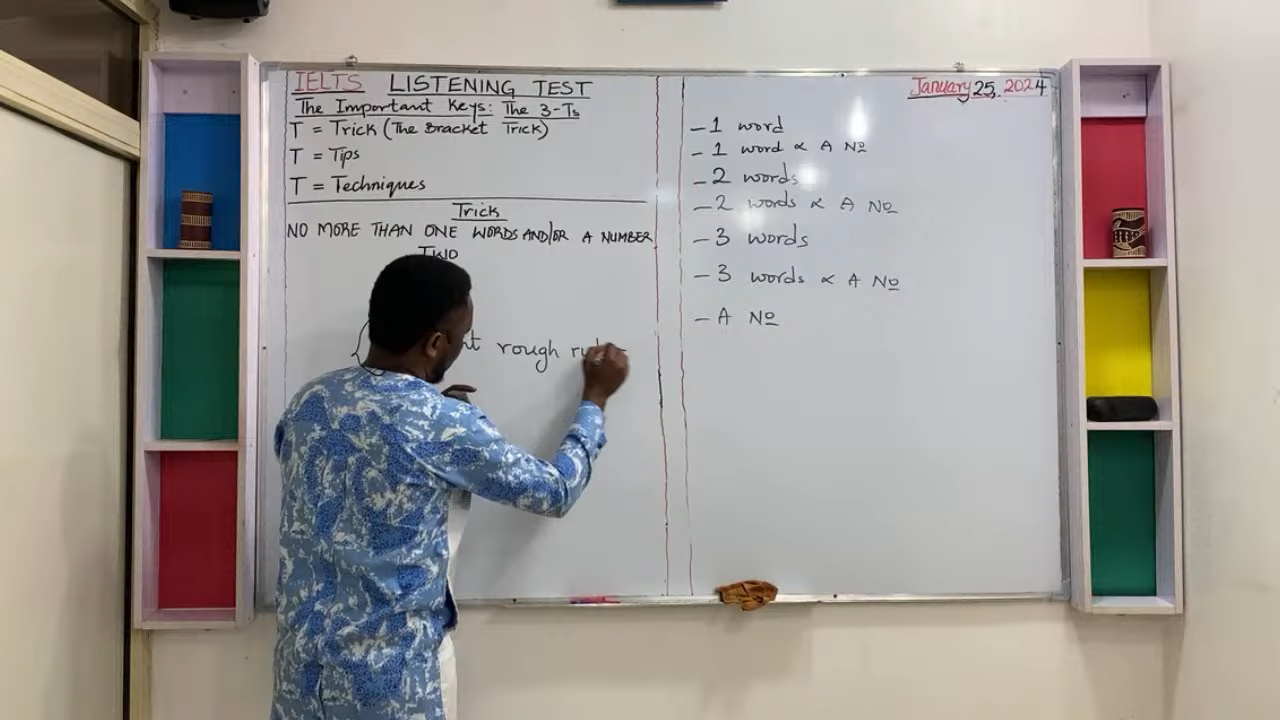 IELTS LISTENING TEST
The Important Keys: The 3-Ts
T = Trick (The Bracket Trick)
T = Tips
T = Techniques
Trick
NO MORE THAN ONE WORDS AND/OR A NUMBER
TWO
rough
January 25, 2024
- 1 word
- 1 word ∝ A No
- 2 words
- 2 words ∝ A No
- 3 words
- 3 words ∝ A No
- A No